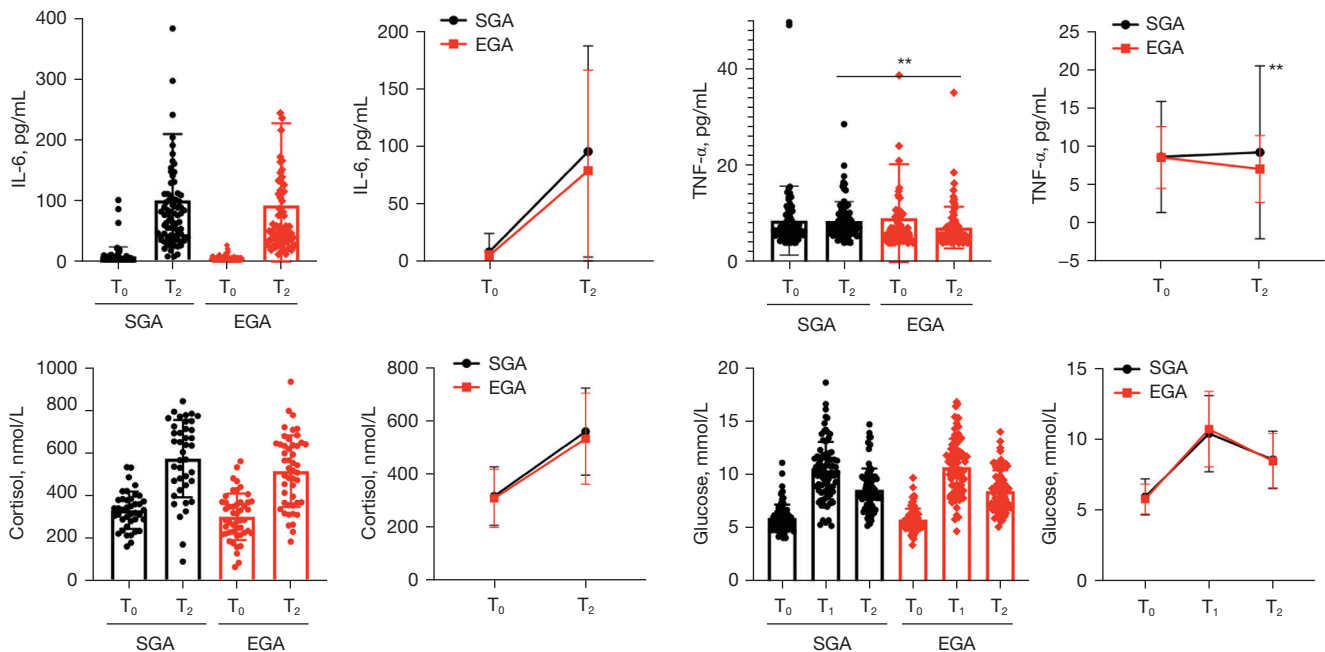 IL-6, pg/mL
400
300
200
100
0
T₀ T₂ T₀ T₂
SGA EGA
SGA
EGA
IL-6, pg/mL
200
150
100
50
0
T₀ T₂
**
TNF-α, pg/mL
40
20
0
T₀ T₂ T₀ T₂
SGA EGA
SGA
EGA
**
TNF-α, pg/mL
25
20
15
10
5
0
−5
T₀ T₂
Cortisol, nmol/L
1000
800
600
400
200
0
T₀ T₂ T₀ T₂
SGA EGA
SGA
EGA
Cortisol, nmol/L
800
600
400
200
0
T₀ T₂
Glucose, mmol/L
20
15
10
5
0
T₀ T₁ T₂ T₀ T₁ T₂
SGA EGA
SGA
EGA
Glucose, mmol/L
15
10
5
0
T₀ T₁ T₂